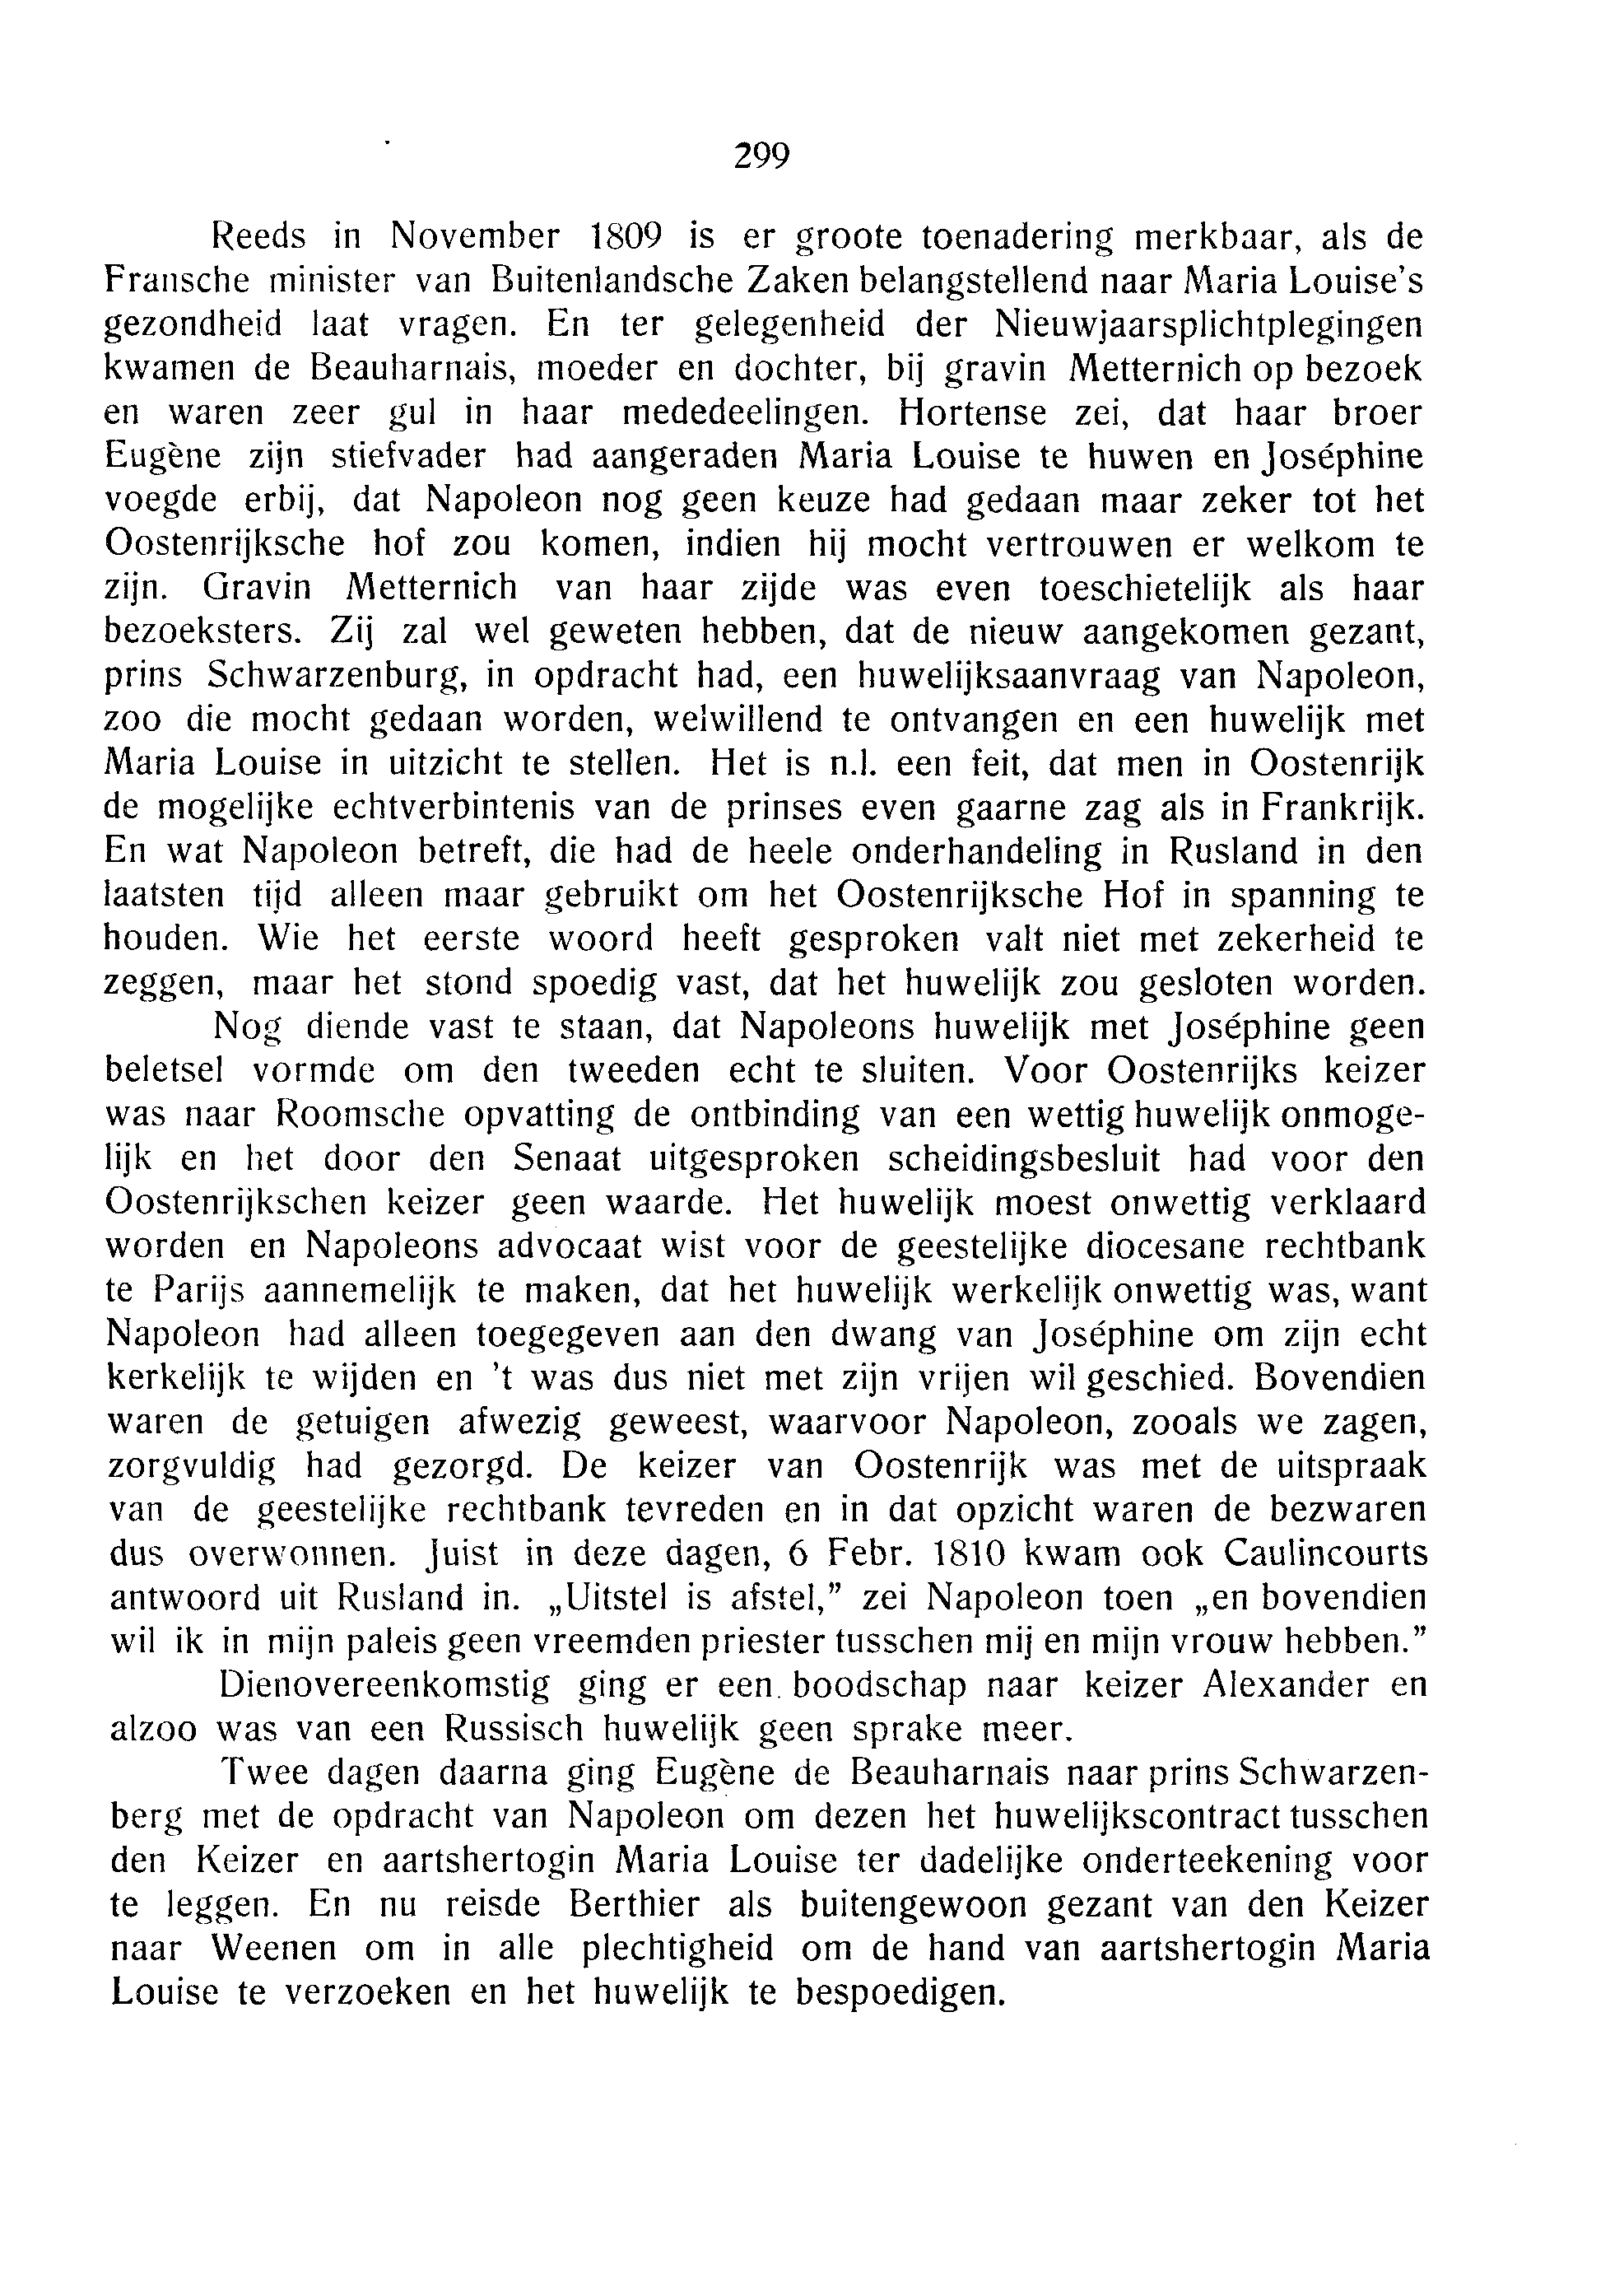 299
Reeds in November 1809 is er groote toenadering merkbaar, als de
Fransche minister van Buitenlandsche Zaken belangstellend naar Maria Louise's
gezondheid laat vragen. En ter gelegenheid der Nieuwjaarsplichtplegingen
kwamen de Beauharnais, moeder en dochter, bij gravin Metternich op bezoek
en waren zeer gul in haar mededeelingen. Hortense zei, dat haar broer
Eugène zijn stiefvader had aangeraden Maria Louise te huwen en Joséphine
voegde erbij, dat Napoleon nog geen keuze had gedaan maar zeker tot het
Oostenrijksche hof zou komen, indien hij mocht vertrouwen er welkom te
zijn. Gravin Metternich van haar zijde was even toeschietelijk als haar
bezoeksters. Zij zal wel geweten hebben, dat de nieuw aangekomen gezant,
prins Schwarzenburg, in opdracht had, een huwelijksaanvraag van Napoleon,
zoo die mocht gedaan worden, welwillend te ontvangen en een huwelijk met
Maria Louise in uitzicht te stellen. Het is n.l. een feit, dat men in Oostenrijk
de mogelijke echtverbintenis van de prinses even gaarne zag als in Frankrijk.
En wat Napoleon betreft, die had de heele onderhandeling in Rusland in den
laatsten tijd alleen maar gebruikt om het Oostenrijksche Hof in spanning te
houden. Wie het eerste woord heeft gesproken valt niet met zekerheid te
zeggen, maar het stond spoedig vast, dat het huwelijk zou gesloten worden.
Nog diende vast te staan, dat Napoleons huwelijk met Joséphine geen
beletsel vormde om den tweeden echt te sluiten. Voor Oostenrijks keizer
was naar Roomsche opvatting de ontbinding van een wettig huwelijk onmoge-
lijk en het door den Senaat uitgesproken scheidingsbesluit had voor den
Oostenrijkschen keizer geen waarde. Het huwelijk moest onwettig verklaard
worden en Napoleons advocaat wist voor de geestelijke diocesane rechtbank
te Parijs aannemelijk te maken, dat het huwelijk werkelijk onwettig was, want
Napoleon had alleen toegegeven aan den dwang van Joséphine om zijn echt
kerkelijk te wijden en 't was dus niet met zijn vrijen wil geschied. Bovendien
waren de getuigen afwezig geweest, waarvoor Napoleon, zooals we zagen,
zorgvuldig had gezorgd. De keizer van Oostenrijk was met de uitspraak
van de geestelijke rechtbank tevreden en in dat opzicht waren de bezwaren
dus overwonnen. Juist in deze dagen, 6 Febr. 1810 kwam ook Caulincourts
antwoord uit Rusland in. „Uitstel is afstel,” zei Napoleon toen „en bovendien
wil ik in mijn paleis geen vreemden priester tusschen mij en mijn vrouw hebben.”
Dienovereenkomstig ging er een boodschap naar keizer Alexander en
alzoo was van een Russisch huwelijk geen sprake meer.
Twee dagen daarna ging Eugène de Beauharnais naar prins Schwarzen-
berg met de opdracht van Napoleon om dezen het huwelijkscontract tusschen
den Keizer en aartshertogin Maria Louise ter dadelijke onderteekening voor
te leggen. En nu reisde Berthier als buitengewoon gezant van den Keizer
naar Weenen om in alle plechtigheid om de hand van aartshertogin Maria
Louise te verzoeken en het huwelijk te bespoedigen.